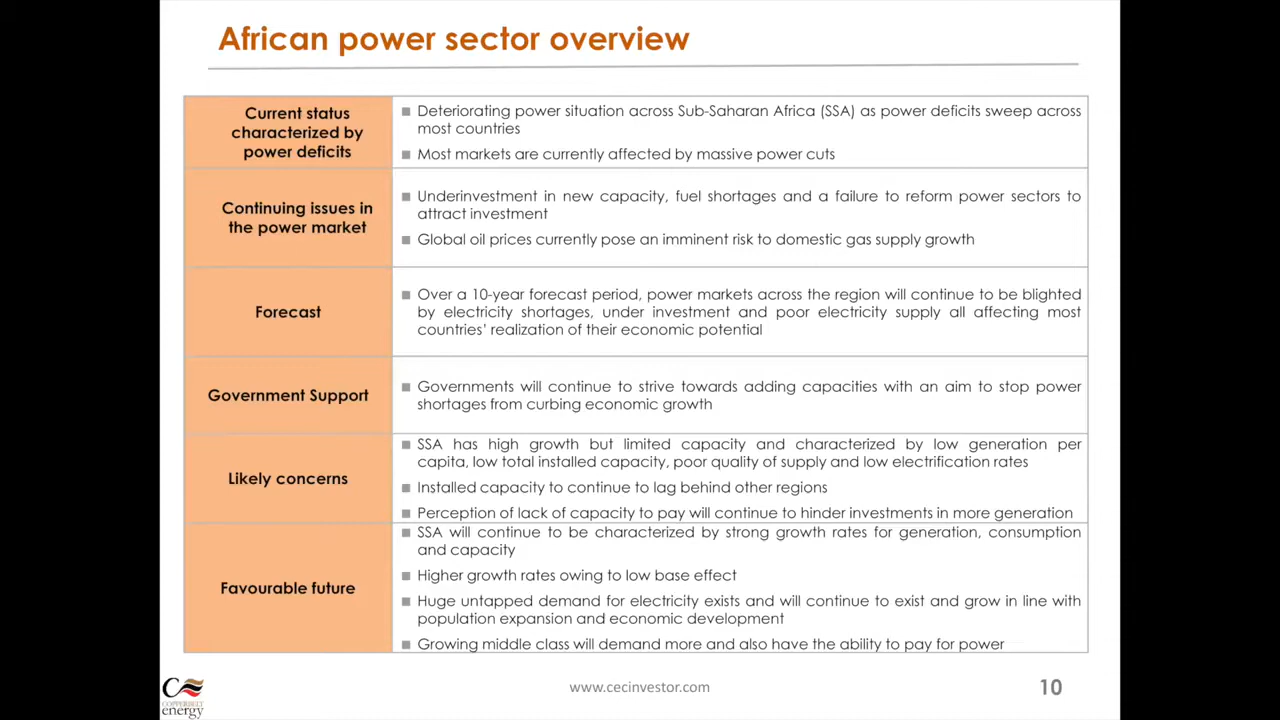 African power sector overview
Current status
characterized by
power deficits
Deteriorating power situation across Sub-Saharan Africa (SSA) as power deficits sweep across
most countries
Most markets are currently affected by massive power cuts
Continuing issues in
the power market
Underinvestment in new capacity, fuel shortages and a failure to reform power sectors to
attract investment
Global oil prices currently pose an imminent risk to domestic gas supply growth
Forecast
Over a 10-year forecast period, power markets across the region will continue to be blighted
by electricity shortages, under investment and poor electricity supply all affecting most
countries’ realization of their economic potential
Government Support
Governments will continue to strive towards adding capacities with an aim to stop power
shortages from curbing economic growth
Likely concerns
SSA has high growth but limited capacity and characterized by low generation per
capita, low total installed capacity, poor quality of supply and low electrification rates
Installed capacity to continue to lag behind other regions
Perception of lack of capacity to pay will continue to hinder investments in more generation
Favourable future
SSA will continue to be characterized by strong growth rates for generation, consumption
and capacity
Higher growth rates owing to low base effect
Huge untapped demand for electricity exists and will continue to exist and grow in line with
population expansion and economic development
Growing middle class will demand more and also have the ability to pay for power
COPPERBELT
energy
www.cecinvestor.com
10